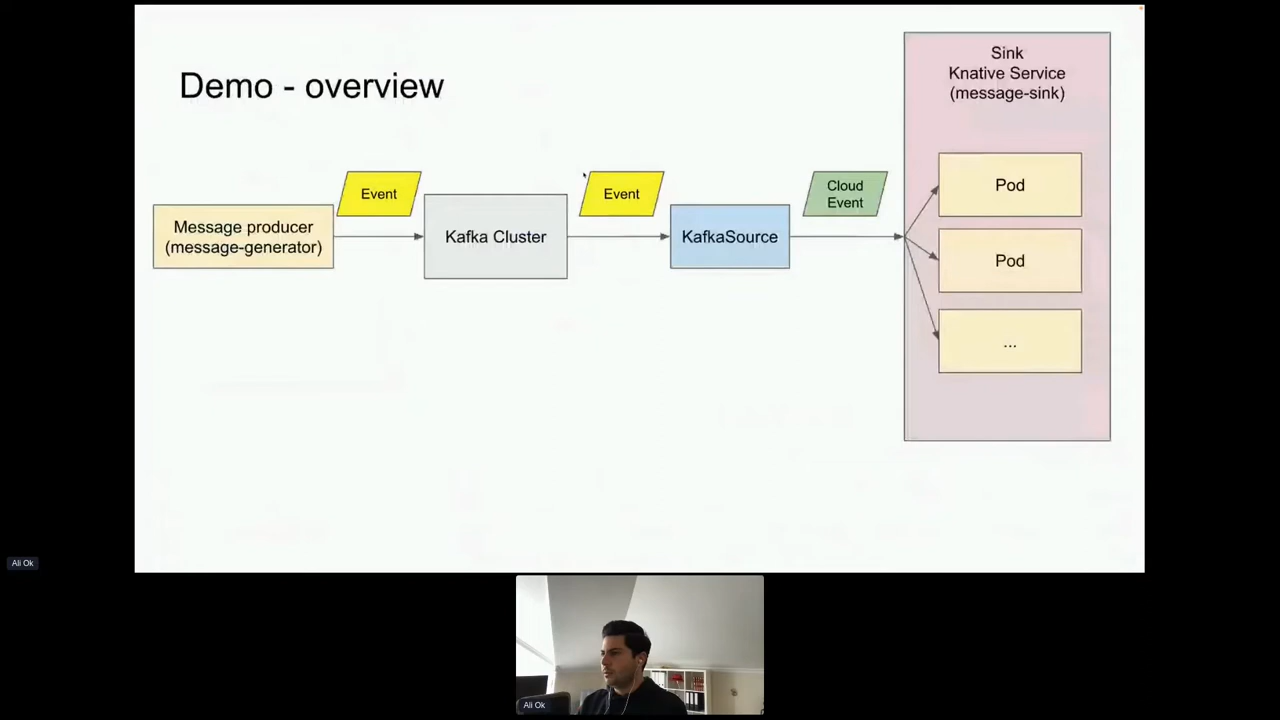 Demo - overview
Sink
Knative Service
(message-sink)
Event
Event
Cloud
Event
Message producer
(message-generator)
Kafka Cluster
KafkaSource
Pod
Pod
...
Ali Ok
Ali Ok